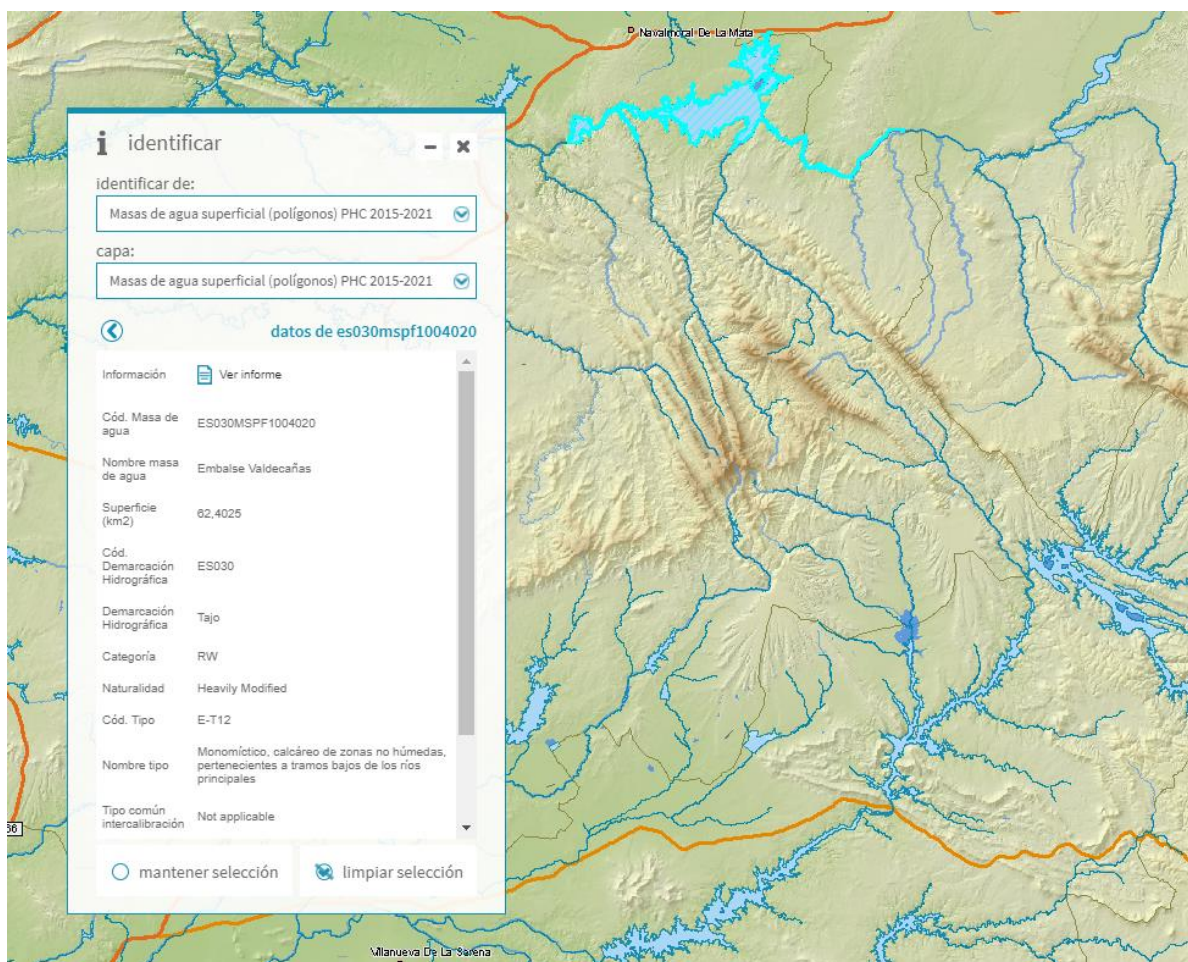 Navalmoral De La Mata
i identificar
identificar de:
Masas de agua superficial (polígonos) PHC 2015-2021
capa:
Masas de agua superficial (polígonos) PHC 2015-2021
datos de es030mspf1004020
Información Ver informe
Cód. Masa de
agua ES030MSPF1004020
Nombre masa
de agua Embalse Valdecañas
Superficie
(km2) 62,4025
Cód.
Demarcación
Hidrográfica ES030
Demarcación
Hidrográfica Tajo
Categoría RW
Naturalidad Heavily Modified
Cód. Tipo E-T12
Nombre tipo Monomíctico, calcáreo de zonas no húmedas,
pertenecientes a tramos bajos de los ríos
principales
Tipo común
intercalibración Not applicable
66
mantener selección limpiar selección
Villanueva De La Serena